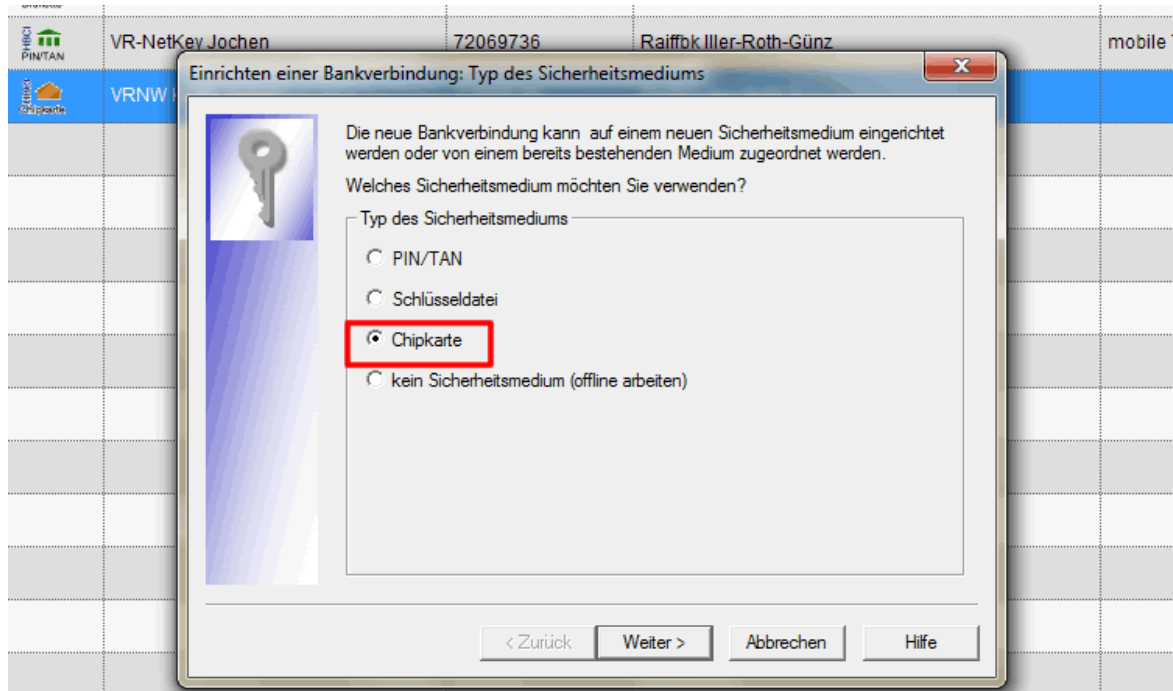 HBCI
PIN/TAN
VR-NetKey Jochen
72069736
Raiffbk Iller-Roth-Günz
mobile
Chipkarte
VRNW
Einrichten einer Bankverbindung: Typ des Sicherheitsmediums
X
Die neue Bankverbindung kann auf einem neuen Sicherheitsmedium eingerichtet
werden oder von einem bereits bestehenden Medium zugeordnet werden.
Welches Sicherheitsmedium möchten Sie verwenden?
Typ des Sicherheitsmediums
PIN/TAN
Schlüsseldatei
Chipkarte
kein Sicherheitsmedium (offline arbeiten)
< Zurück
Weiter >
Abbrechen
Hilfe